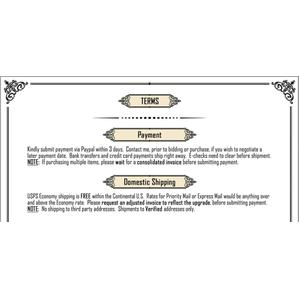 TERMS
Payment
Kindly submit payment via Paypal within 3 days. Contact me, prior to bidding or purchase, if you wish to negotiate a
later payment date. Bank transfers and credit card payments ship right away. E-checks need to clear before shipment.
NOTE: If purchasing multiple items, please wait for a consolidated invoice before submitting payment.
Domestic Shipping
USPS Economy shipping is FREE within the Continental U.S. Rates for Priority Mail or Express Mail would be anything over
and above the Economy rate. Please request an adjusted invoice to reflect the upgrade, before submitting payment.
NOTE: No shipping to third party addresses. Shipments to Verified addresses only.